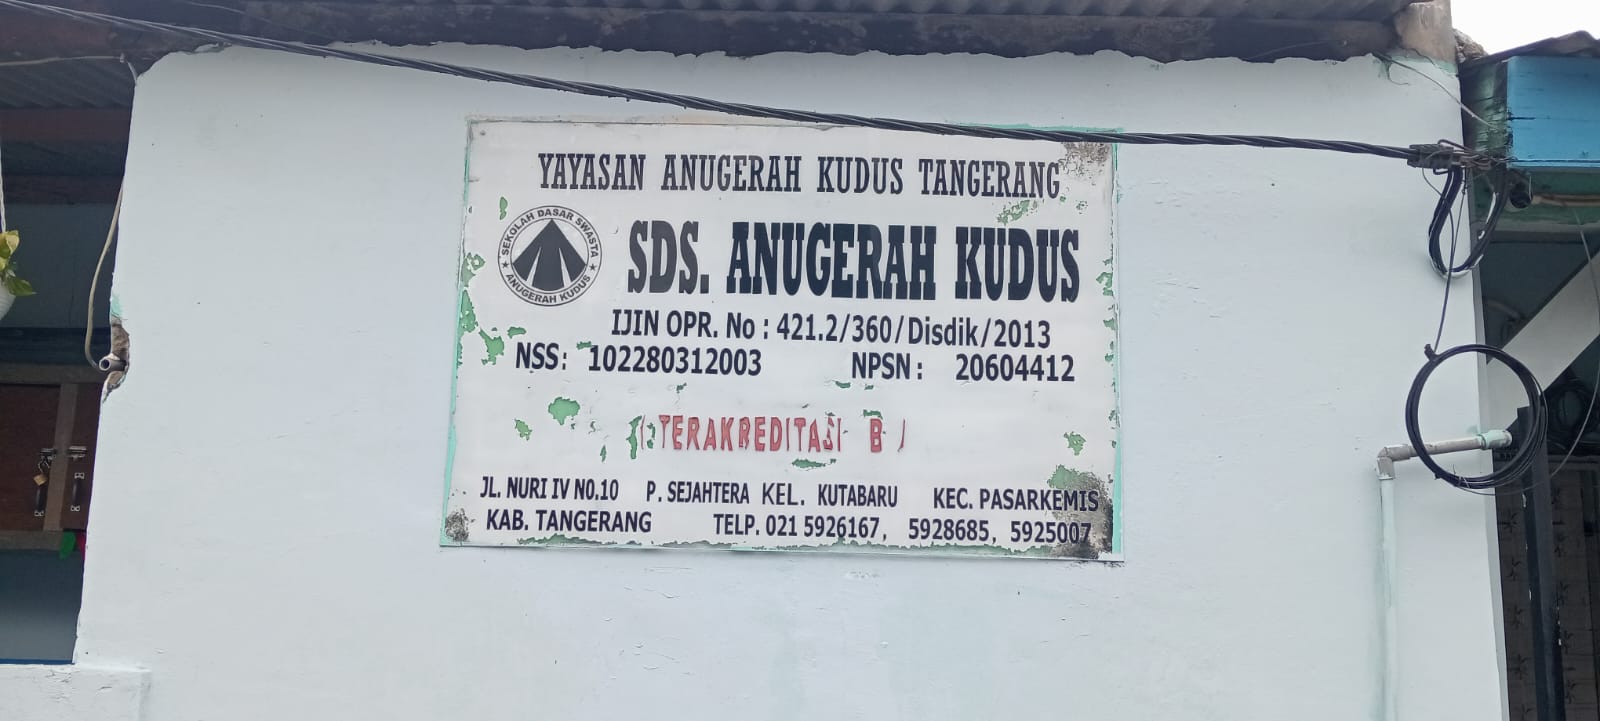 YAYASAN ANUGERAH KUDUS TANGERANG
SEKOLAH DASAR SWASTA
ANUGERAH KUDUS
SDS. ANUGERAH KUDUS
IJIN OPR. No : 421.2/360/Disdik/2013
NSS: 102280312003 NPSN : 20604412
( TERAKREDITASI B )
JL. NURI IV NO.10 P. SEJAHTERA KEL. KUTABARU KEC. PASARKEMIS
KAB. TANGERANG TELP. 021 5926167, 5928685, 5925007